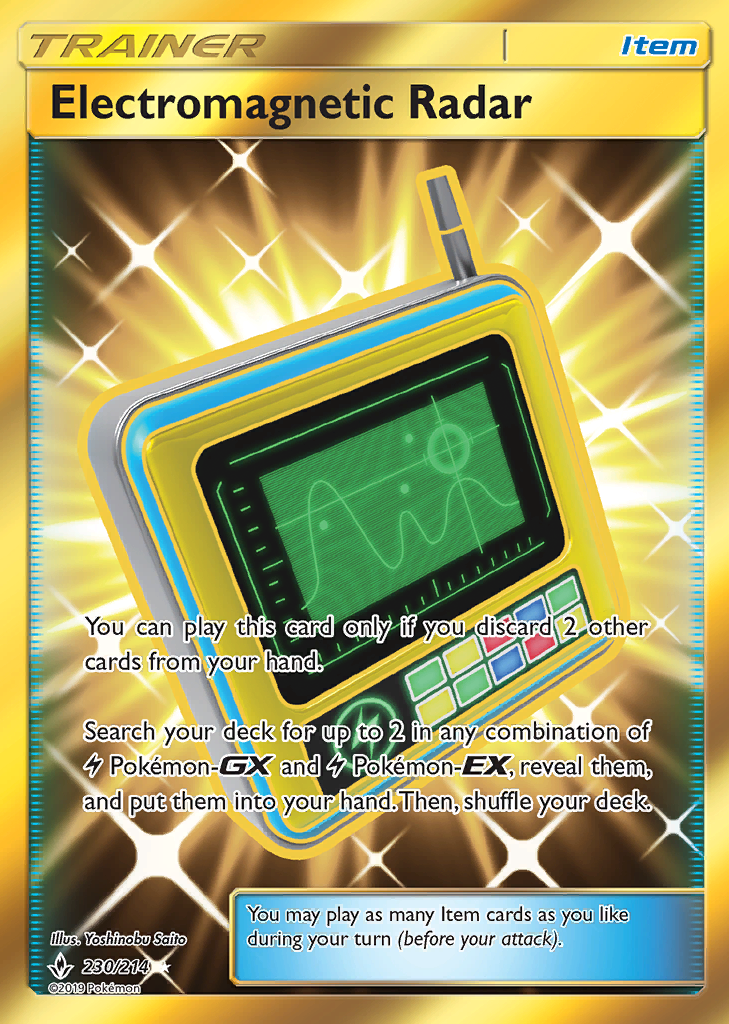 TRAINER
Item
Electromagnetic Radar
You can play this card only if you discard 2 other
cards from your hand.
Search your deck for up to 2 in any combination of
Pokémon-GX and Pokémon-EX, reveal them,
and put them into your hand. Then, shuffle your deck.
You may play as many Item cards as you like
during your turn (before your attack).
Illus. Yoshinobu Saito
230/214 ★
©2019 Pokémon